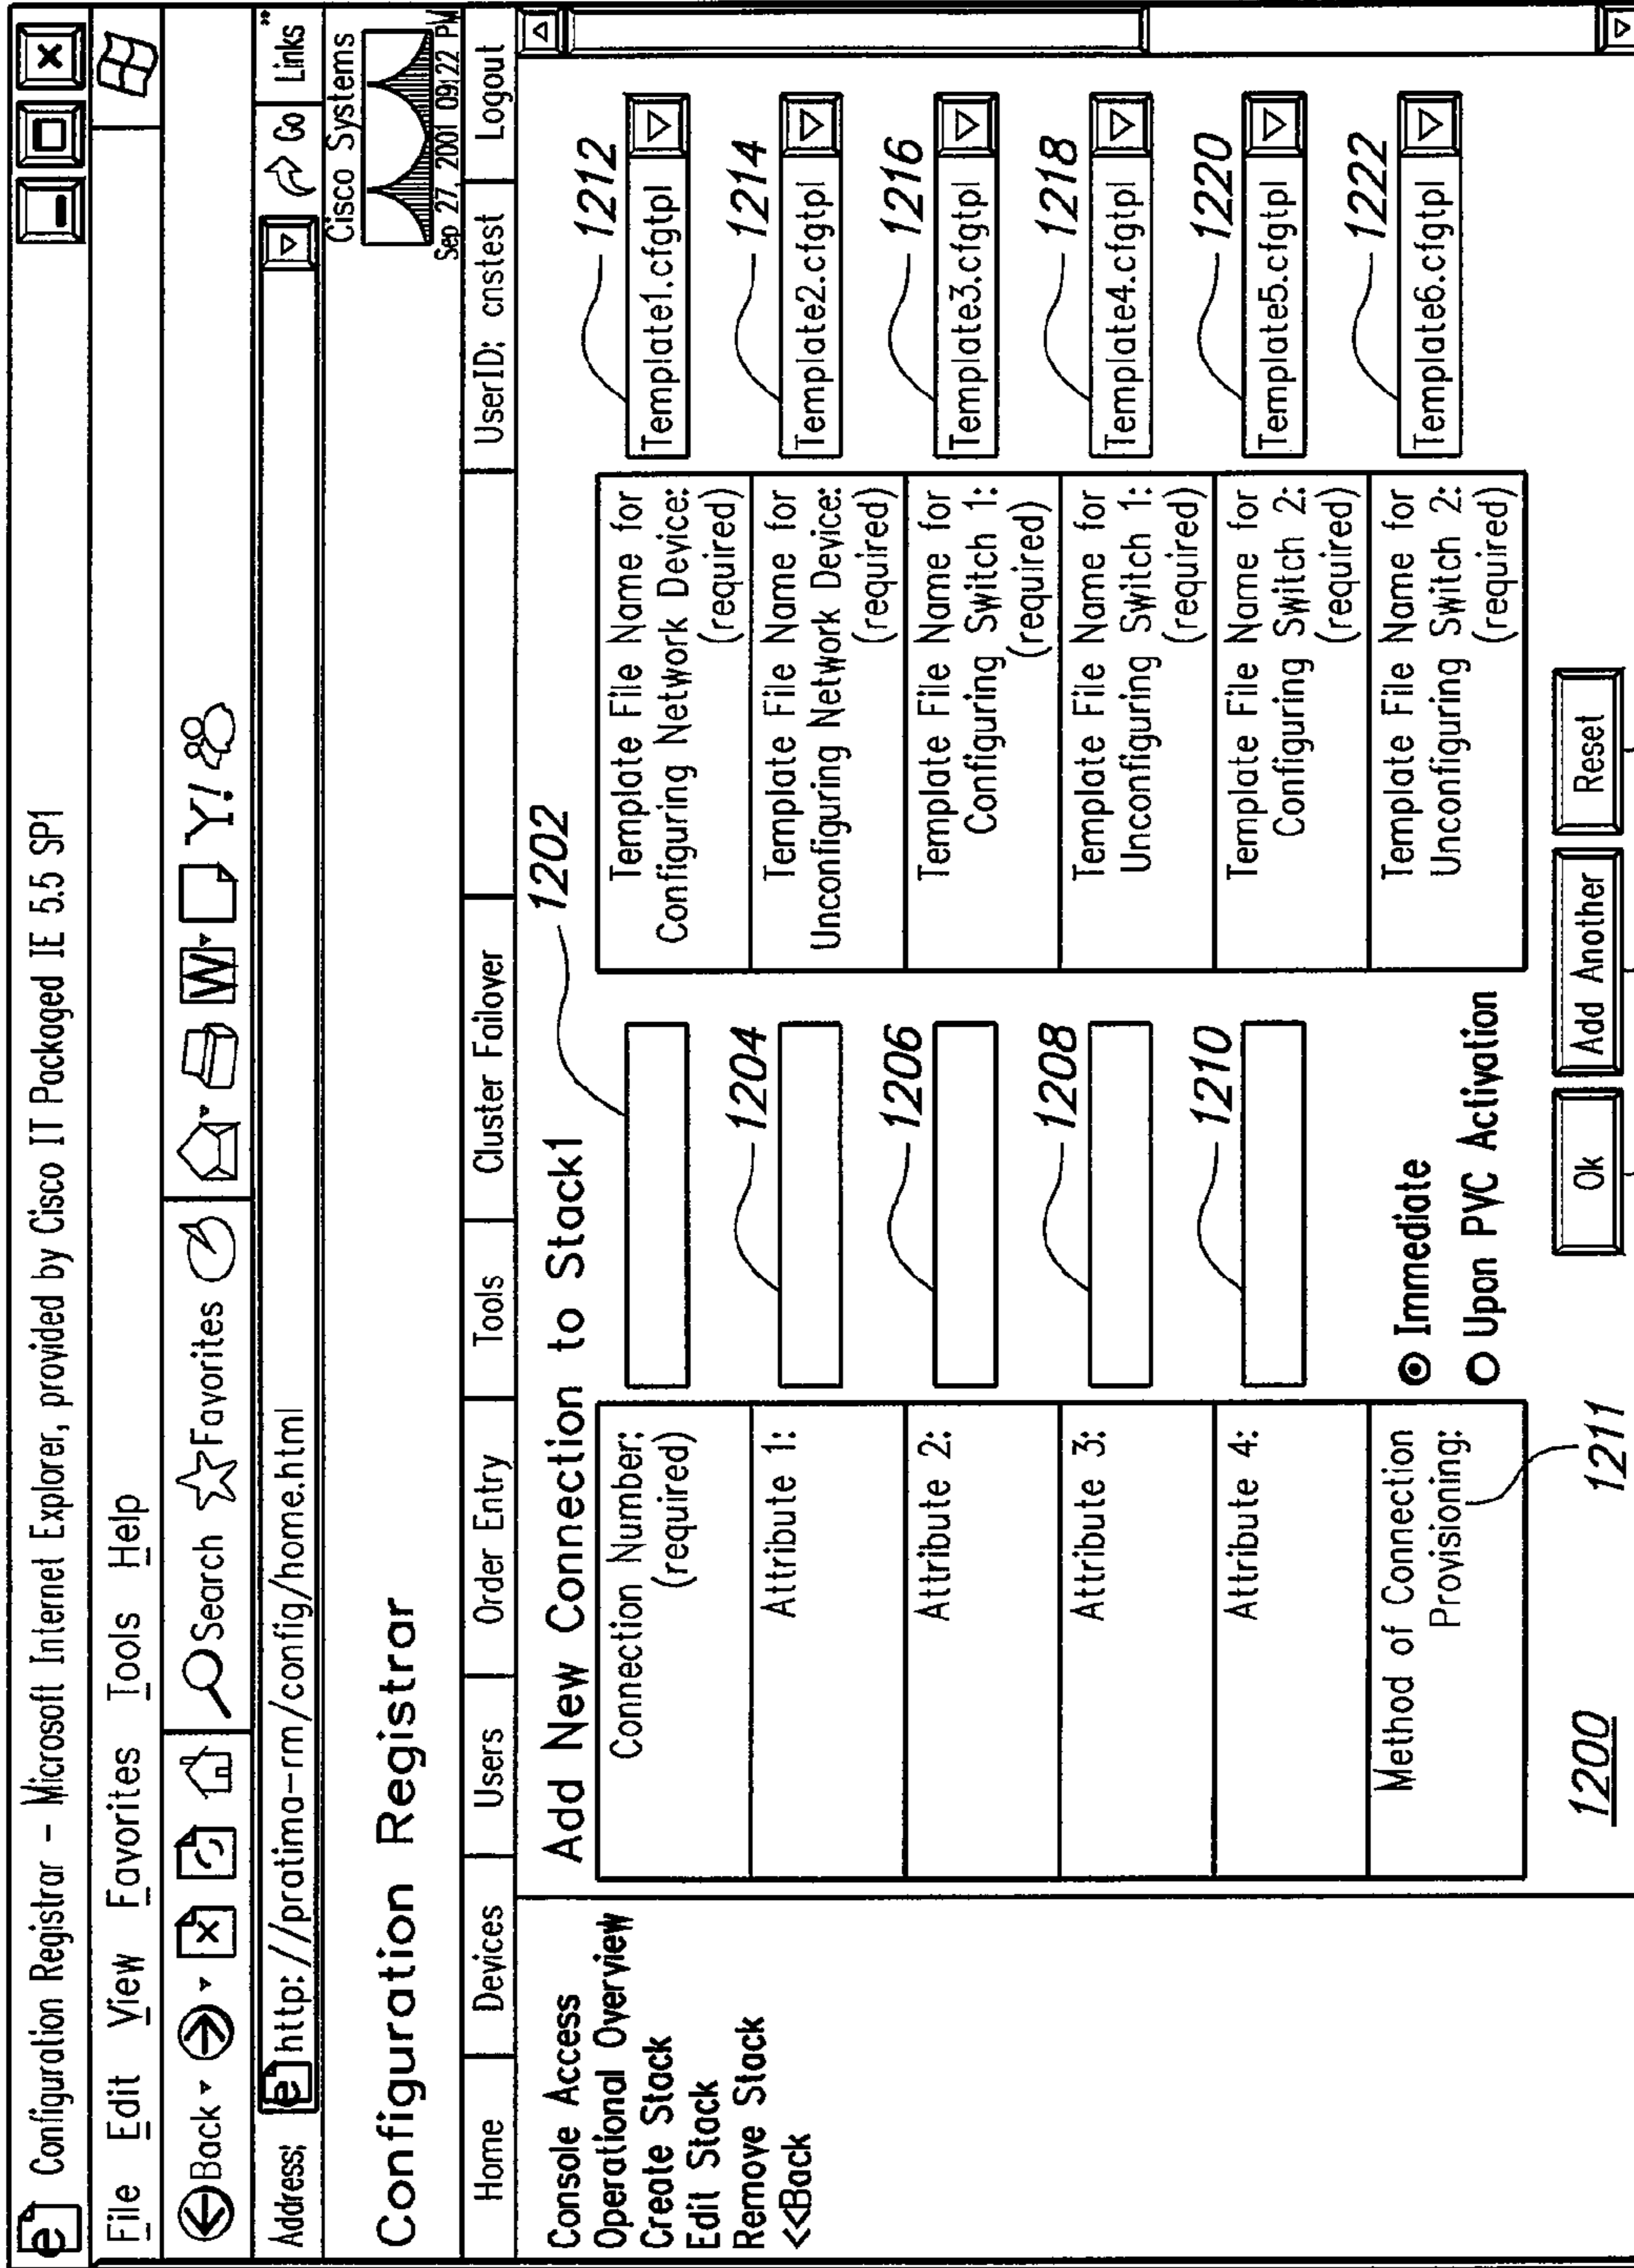 Configuration Registrar – Microsoft Internet Explorer, provided by Cisco IT Packaged IE 5.5 SP1
File Edit View Favorites Tools Help
Back Search Favorites W Y!
Address: http://pratima-rm/config/home.html Go Links
Cisco Systems
Configuration Registrar
Sep 27, 2001 09:22 PM
Home Devices Users Order Entry Tools Cluster Failover UserID: cnstest Logout
Console Access
Operational Overview
Create Stack
Edit Stack
Remove Stack
<<Back
Add New Connection to Stack1
1202
Connection Number:
(required)
Attribute 1:
1204
Attribute 2:
1206
Attribute 3:
1208
Attribute 4:
1210
Method of Connection
Provisioning:
Immediate
Upon PVC Activation
1211
1200
Template File Name for
Configuring Network Device:
(required)
Template1.cfgtpl
1212
Template File Name for
Unconfiguring Network Device:
(required)
Template2.cfgtpl
1214
Template File Name for
Configuring Switch 1:
(required)
Template3.cfgtpl
1216
Template File Name for
Unconfiguring Switch 1:
(required)
Template4.cfgtpl
1218
Template File Name for
Configuring Switch 2:
(required)
Template5.cfgtpl
1220
Template File Name for
Unconfiguring Switch 2:
(required)
Template6.cfgtpl
1222
Ok Add Another Reset